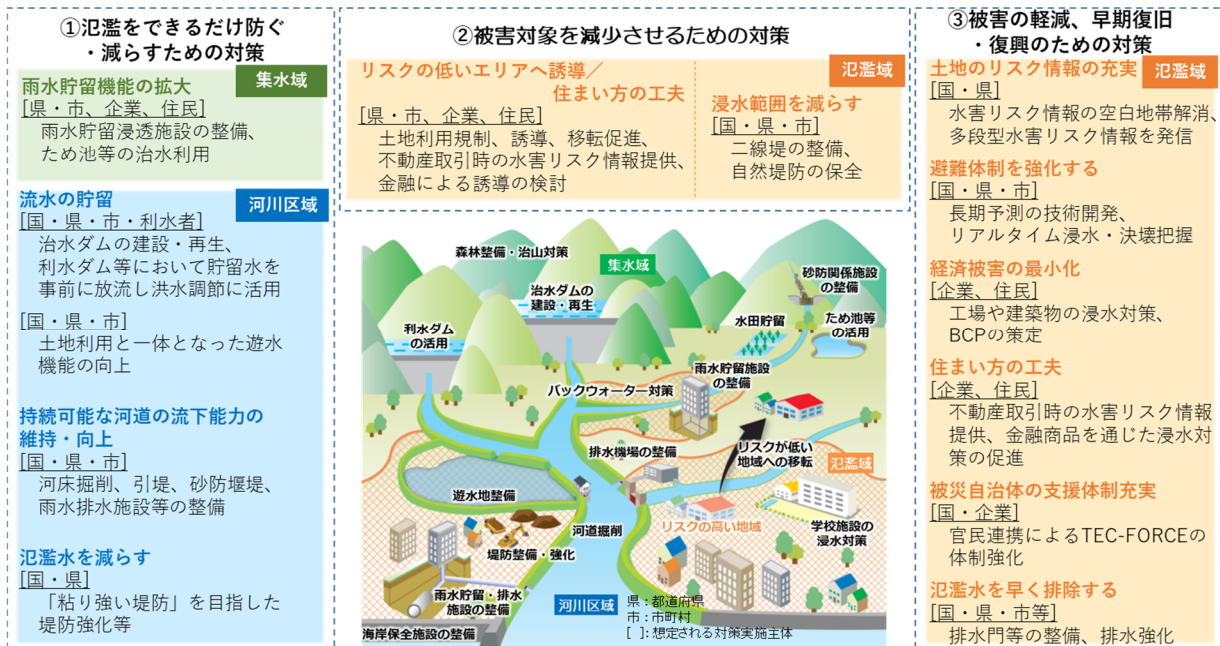 ①氾濫をできるだけ防ぐ
・減らすための対策
集水域
雨水貯留機能の拡大
[県・市、企業、住民]
雨水貯留浸透施設の整備、
ため池等の治水利用
河川区域
流水の貯留
[国・県・市・利水者]
治水ダムの建設・再生、
利水ダム等において貯留水を
事前に放流し洪水調節に活用
[国・県・市]
土地利用と一体となった遊水
機能の向上
持続可能な河道の流下能力の
維持・向上
[国・県・市]
河床掘削、引堤、砂防堰堤、
雨水排水施設等の整備
氾濫水を減らす
[国・県]
「粘り強い堤防」を目指した
堤防強化等
②被害対象を減少させるための対策
氾濫域
リスクの低いエリアへ誘導／
住まい方の工夫
[県・市、企業、住民]
土地利用規制、誘導、移転促進、
不動産取引時の水害リスク情報提供、
金融による誘導の検討
浸水範囲を減らす
[国・県・市]
二線堤の整備、
自然堤防の保全
森林整備・治山対策
集水域
治水ダムの
建設・再生
砂防関係施設
の整備
利水ダム
の活用
水田貯留
ため池等
の活用
雨水貯留施設
の整備
バックウォーター対策
排水機場の整備
リスクが低い
地域への移転
氾濫域
遊水地整備
リスクの高い地域
学校施設の
浸水対策
河道掘削
堤防整備・強化
雨水貯留・排水
施設の整備
河川区域
海岸保全施設の整備
県：都道府県
市：市町村
[ ]：想定される対策実施主体
③被害の軽減、早期復旧
・復興のための対策
氾濫域
土地のリスク情報の充実
[国・県]
水害リスク情報の空白地帯解消、
多段型水害リスク情報を発信
避難体制を強化する
[国・県・市]
長期予測の技術開発、
リアルタイム浸水・決壊把握
経済被害の最小化
[企業、住民]
工場や建築物の浸水対策、
BCPの策定
住まい方の工夫
[企業、住民]
不動産取引時の水害リスク情報
提供、金融商品を通じた浸水対
策の促進
被災自治体の支援体制充実
[国・企業]
官民連携によるTEC-FORCEの
体制強化
氾濫水を早く排除する
[国・県・市等]
排水門等の整備、排水強化